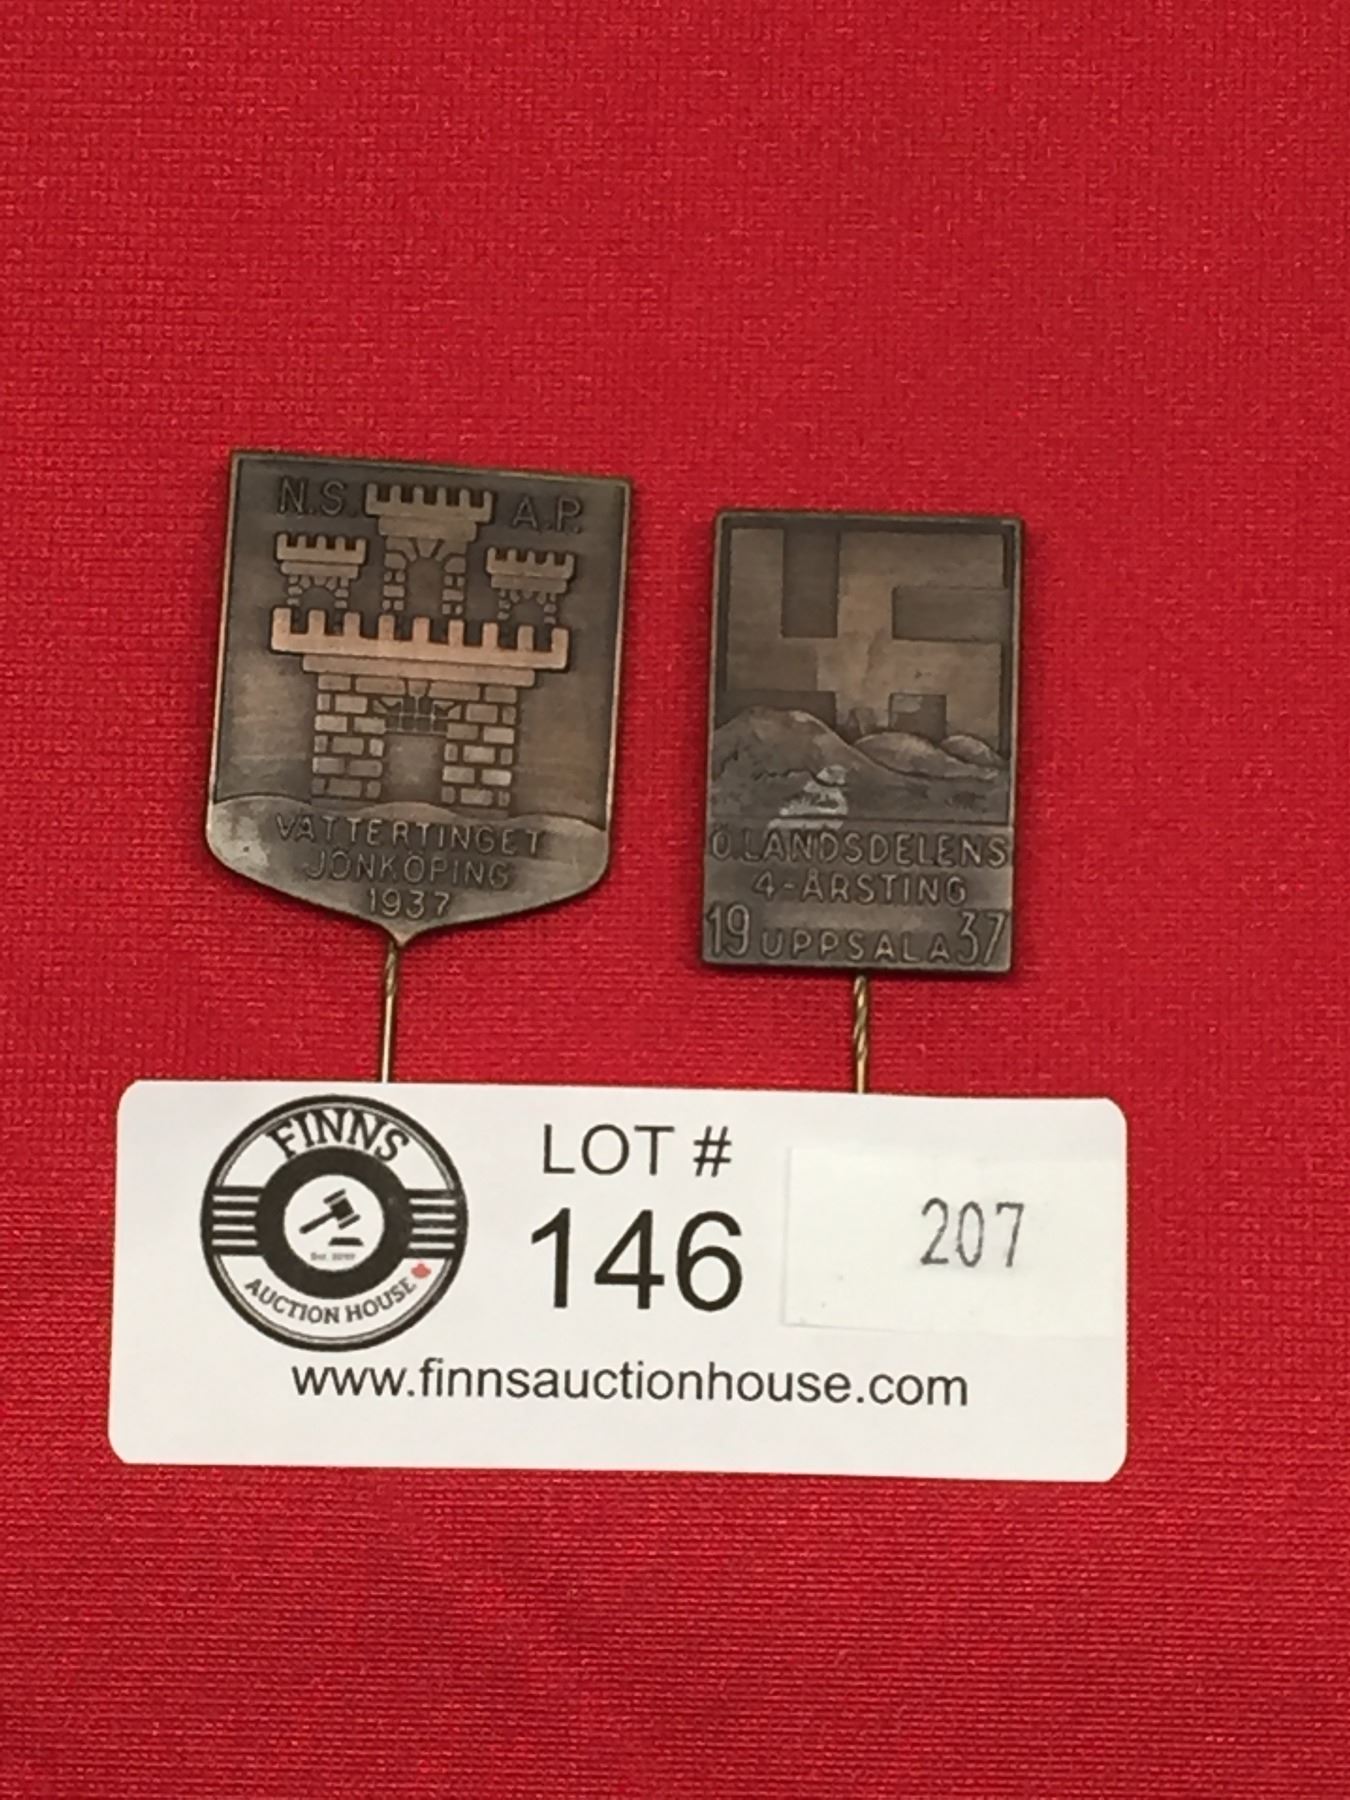 N.S. A.P.
VÄTTERTINGET
JÖNKÖPING
1937
Ö.LANDSDELENS
4-ÅRSTING
19 UPPSALA 37
FINNS
AUCTION HOUSE
LOT #
146
207
www.finnsauctionhouse.com